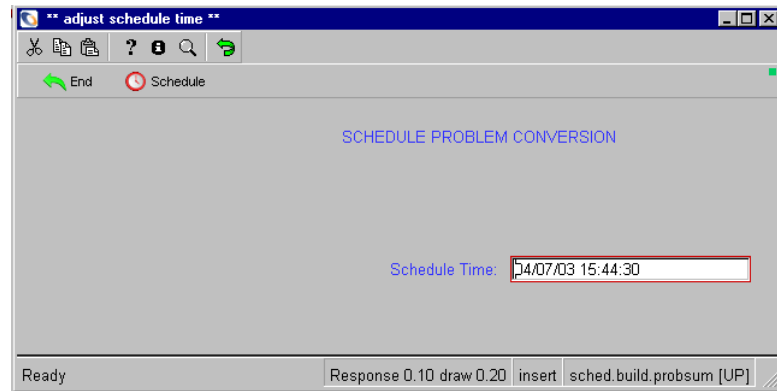 ** adjust schedule time **
End Schedule
SCHEDULE PROBLEM CONVERSION
Schedule Time: 04/07/03 15:44:30
Ready Response 0.10 draw 0.20 insert sched.build.probsum [UP]